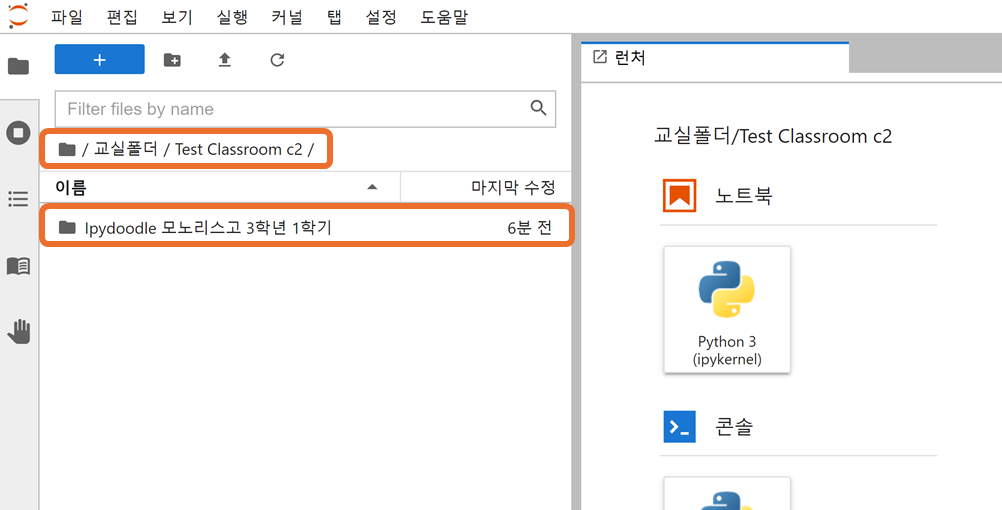 파일 편집 보기 실행 커널 탭 설정 도움말
+
Filter files by name
/ 교실폴더 / Test Classroom c2 /
이름 마지막 수정
Ipydoodle 모노리스고 3학년 1학기 6분 전
런처
교실폴더/Test Classroom c2
노트북
Python 3
(ipykernel)
콘솔